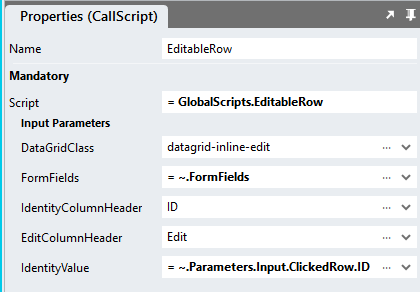 Properties (CallScript)
Name EditableRow
Mandatory
Script = GlobalScripts.EditableRow
Input Parameters
DataGridClass datagrid-inline-edit ...
FormFields = ~.FormFields ...
IdentityColumnHeader ID ...
EditColumnHeader Edit ...
IdentityValue = ~.Parameters.Input.ClickedRow.ID ...